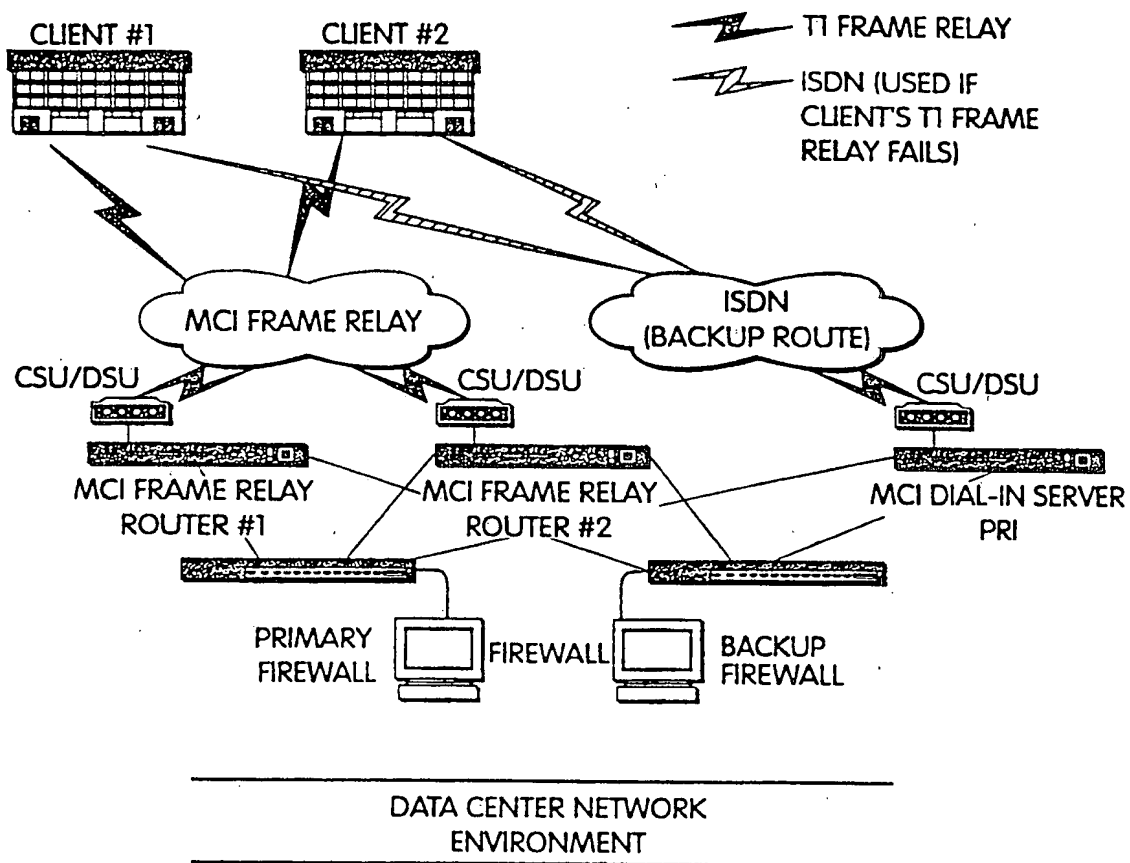 CLIENT #1
CLIENT #2
T1 FRAME RELAY
ISDN (USED IF
CLIENT'S T1 FRAME
RELAY FAILS)
MCI FRAME RELAY
ISDN
(BACKUP ROUTE)
CSU/DSU
CSU/DSU
CSU/DSU
MCI FRAME RELAY
ROUTER #1
MCI FRAME RELAY
ROUTER #2
MCI DIAL-IN SERVER
PRI
PRIMARY
FIREWALL
FIREWALL
BACKUP
FIREWALL
DATA CENTER NETWORK
ENVIRONMENT